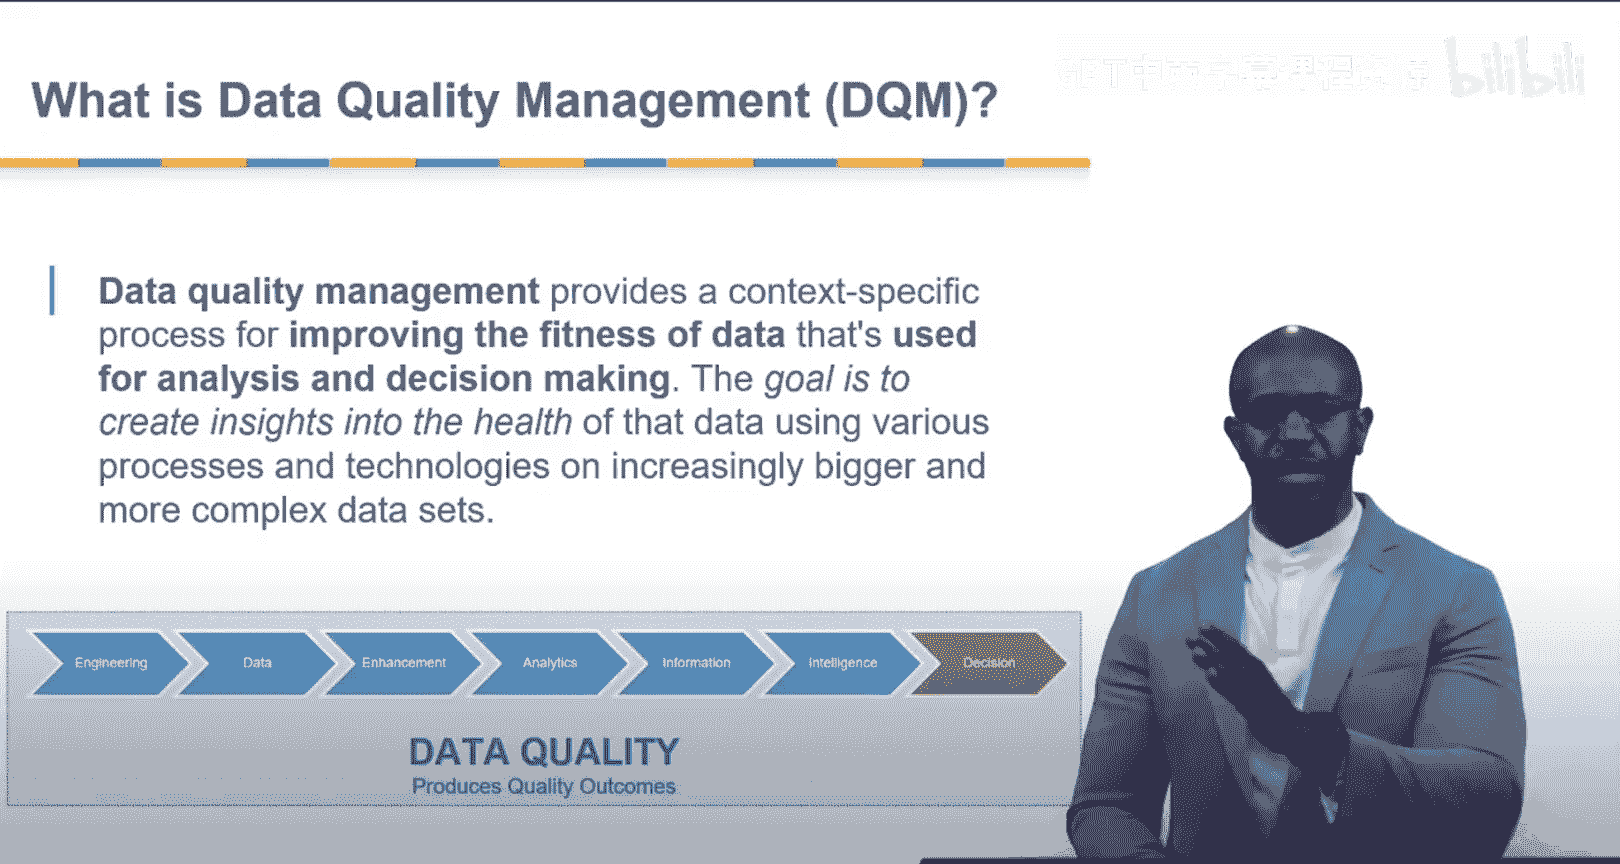 What is Data Quality Management (DQM)?
Data quality management provides a context-specific
process for improving the fitness of data that's used
for analysis and decision making. The goal is to
create insights into the health of that data using various
processes and technologies on increasingly bigger and
more complex data sets.
Engineering
Data
Enhancement
Analytics
Information
Intelligence
Decision
DATA QUALITY
Produces Quality Outcomes
bilibili